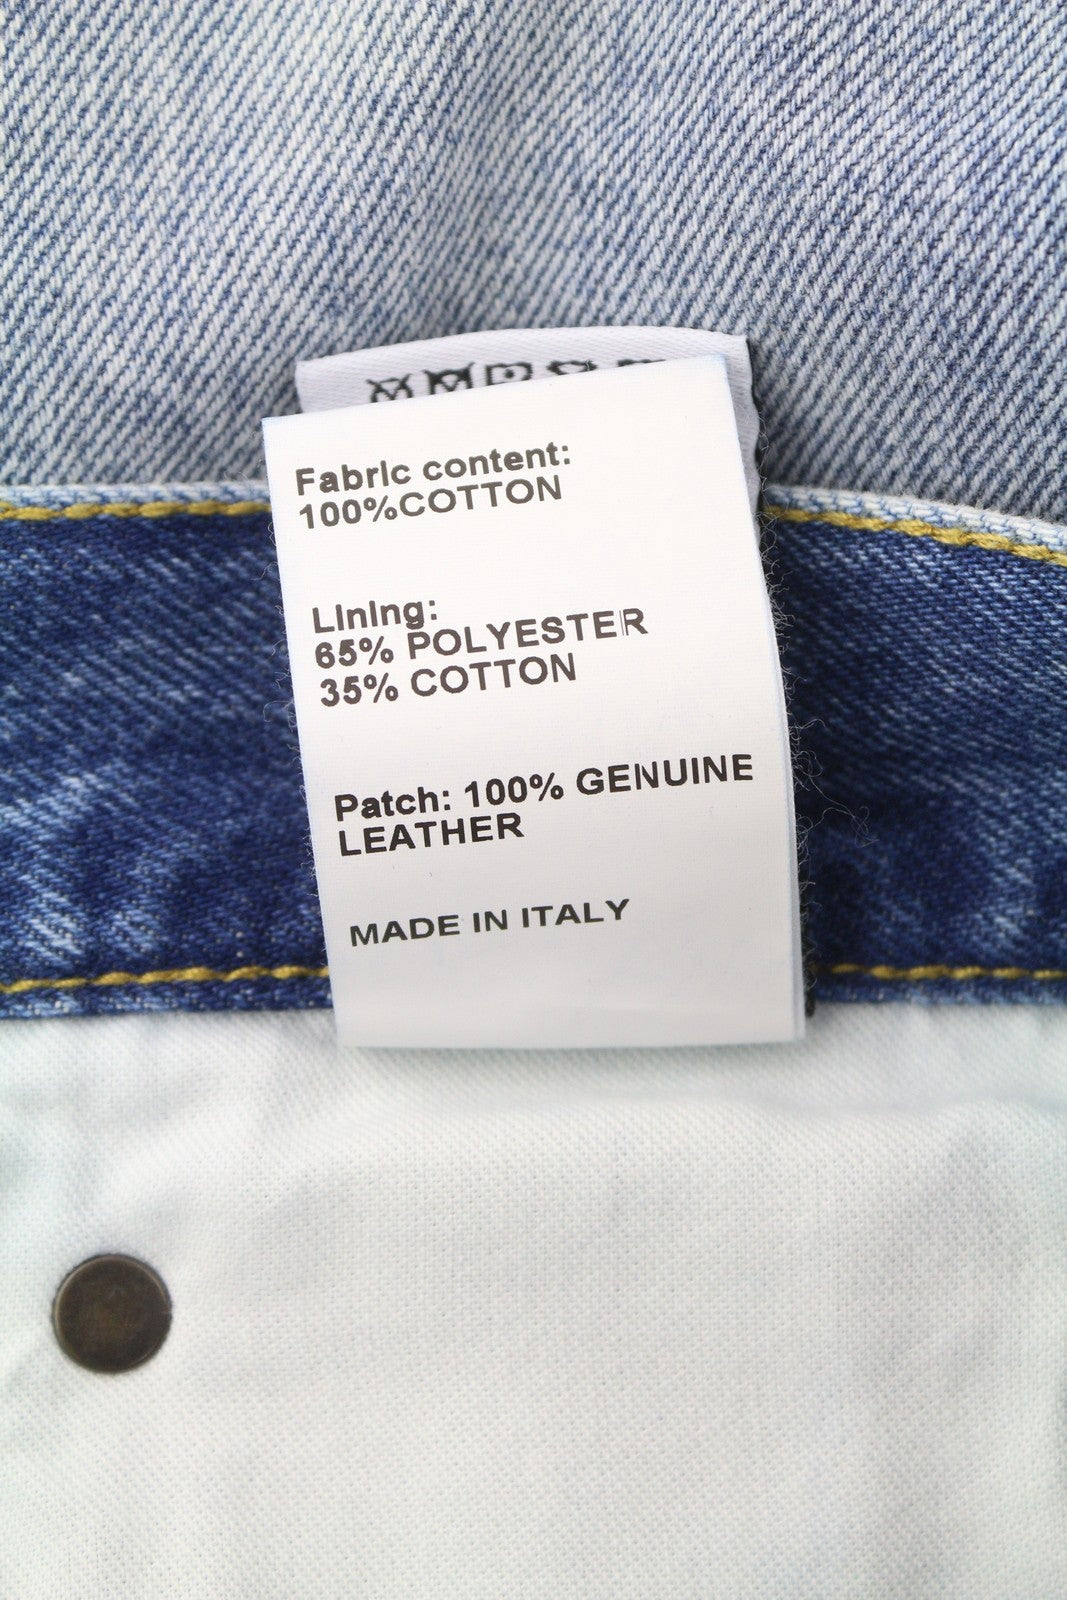 Fabric content:
100%COTTON
Lining:
65% POLYESTER
35% COTTON
Patch: 100% GENUINE
LEATHER
MADE IN ITALY